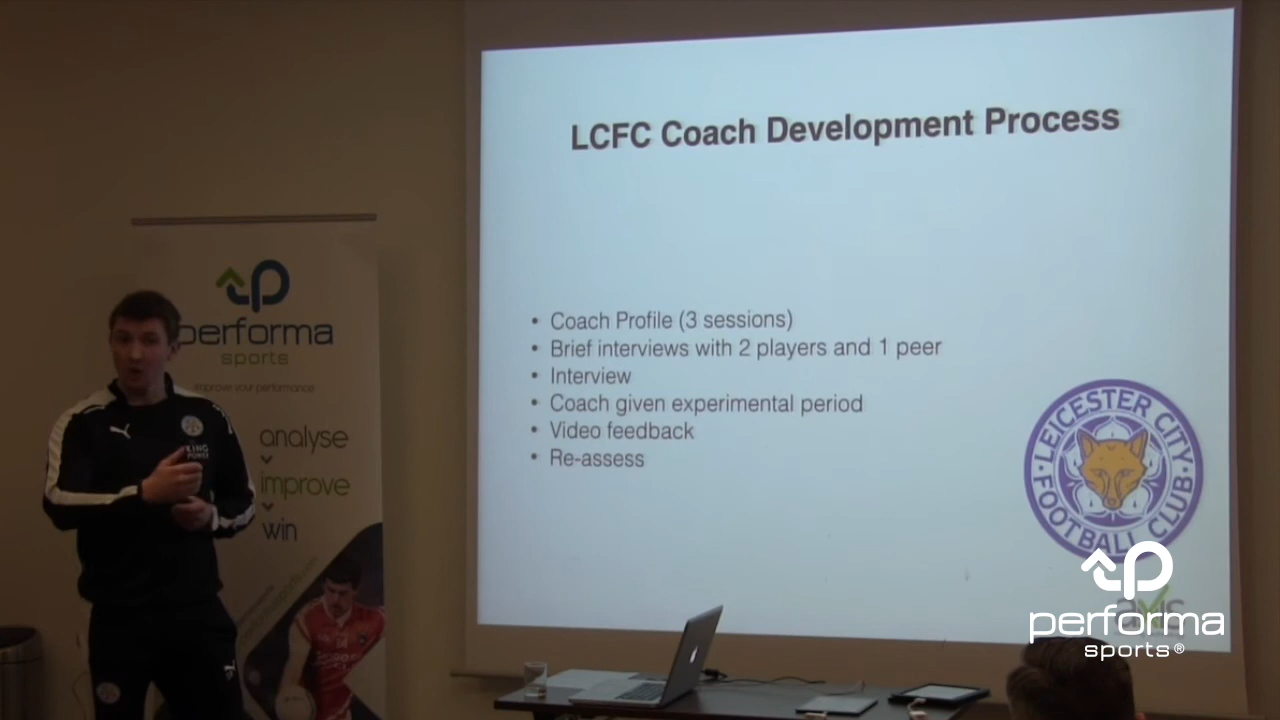 LCFC Coach Development Process
• Coach Profile (3 sessions)
• Brief interviews with 2 players and 1 peer
• Interview
• Coach given experimental period
• Video feedback
• Re-assess
LEICESTER CITY
FOOTBALL CLUB
performa
sports
improve your performance
analyse
improve
win
KING
POWER
performa
sports®